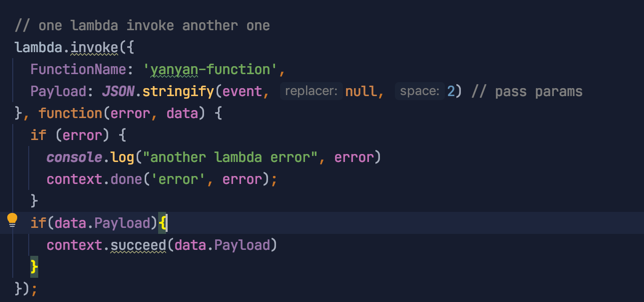 // one lambda invoke another one
lambda.invoke({
  FunctionName: 'yanyan-function',
  Payload: JSON.stringify(event, replacer: null, space: 2) // pass params
}, function(error, data) {
  if (error) {
    console.log("another lambda error", error)
    context.done('error', error);
  }
  if(data.Payload){
    context.succeed(data.Payload)
  }
});